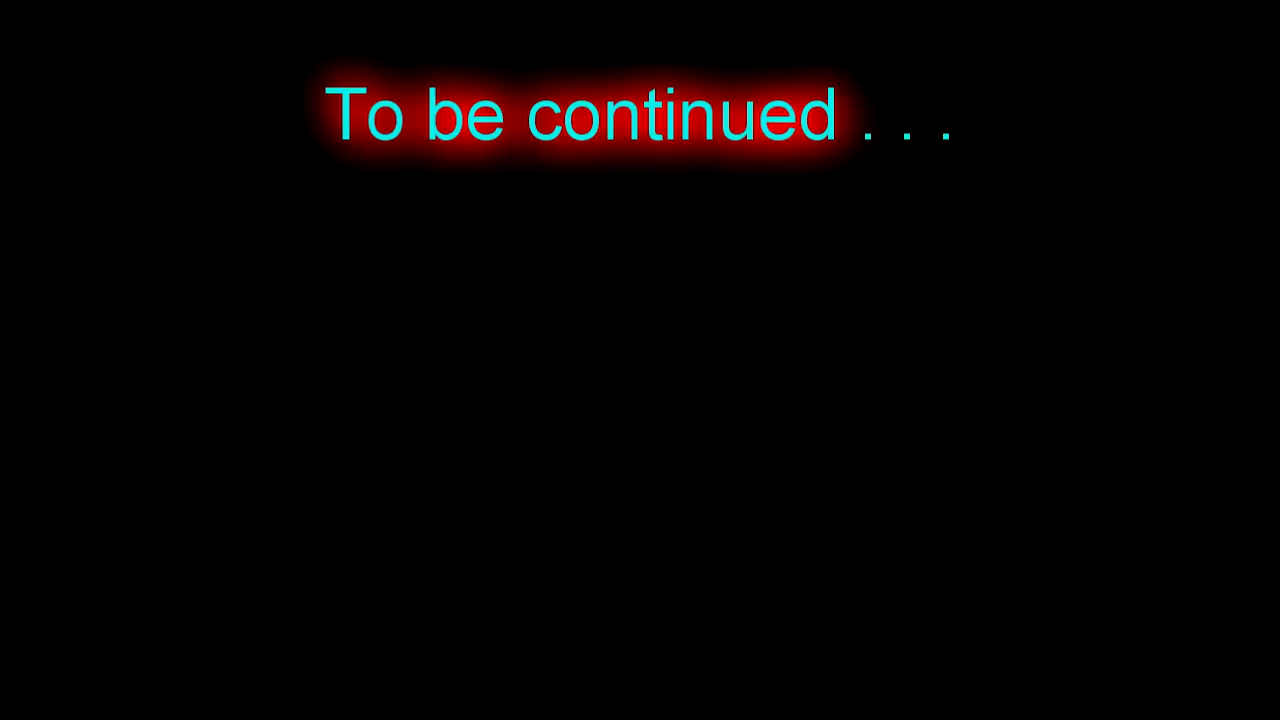 To be continued . . .